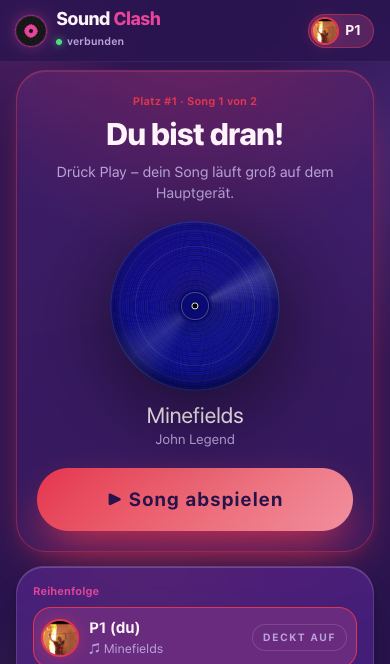 Sound Clash
verbunden
P1
Platz #1 · Song 1 von 2
Du bist dran!
Drück Play – dein Song läuft groß auf dem
Hauptgerät.
Minefields
John Legend
Song abspielen
Reihenfolge
P1 (du)
Minefields
DECKT AUF